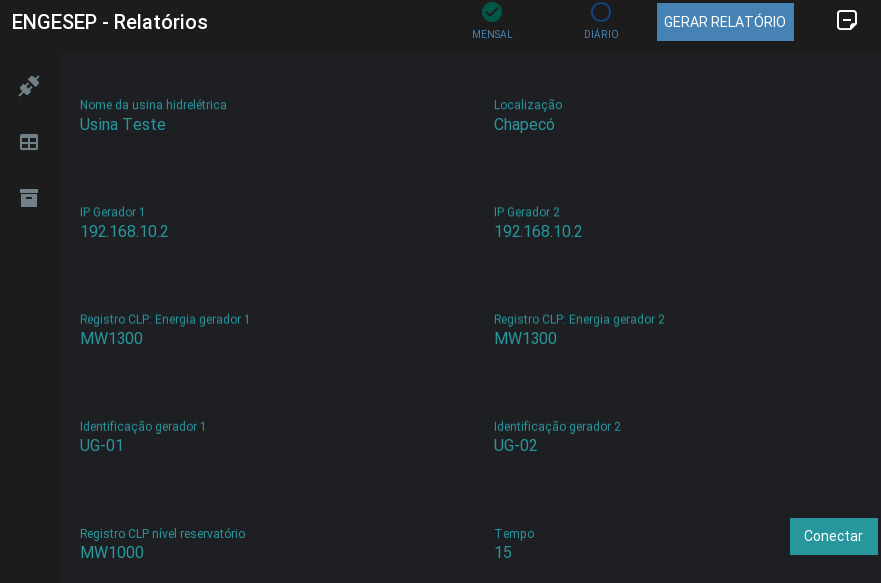 ENGESEP - Relatórios
MENSAL
DIÁRIO
GERAR RELATÓRIO
Nome da usina hidrelétrica
Usina Teste
Localização
Chapecó
IP Gerador 1
192.168.10.2
IP Gerador 2
192.168.10.2
Registro CLP: Energia gerador 1
MW1300
Registro CLP: Energia gerador 2
MW1300
Identificação gerador 1
UG-01
Identificação gerador 2
UG-02
Registro CLP nível reservatório
MW1000
Tempo
15
Conectar